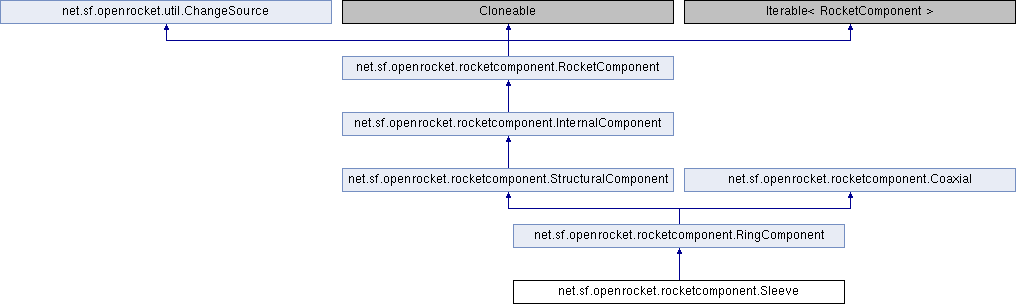 net.sf.openrocket.util.ChangeSource
Cloneable
Iterable< RocketComponent >
net.sf.openrocket.rocketcomponent.RocketComponent
net.sf.openrocket.rocketcomponent.InternalComponent
net.sf.openrocket.rocketcomponent.StructuralComponent
net.sf.openrocket.rocketcomponent.Coaxial
net.sf.openrocket.rocketcomponent.RingComponent
net.sf.openrocket.rocketcomponent.Sleeve